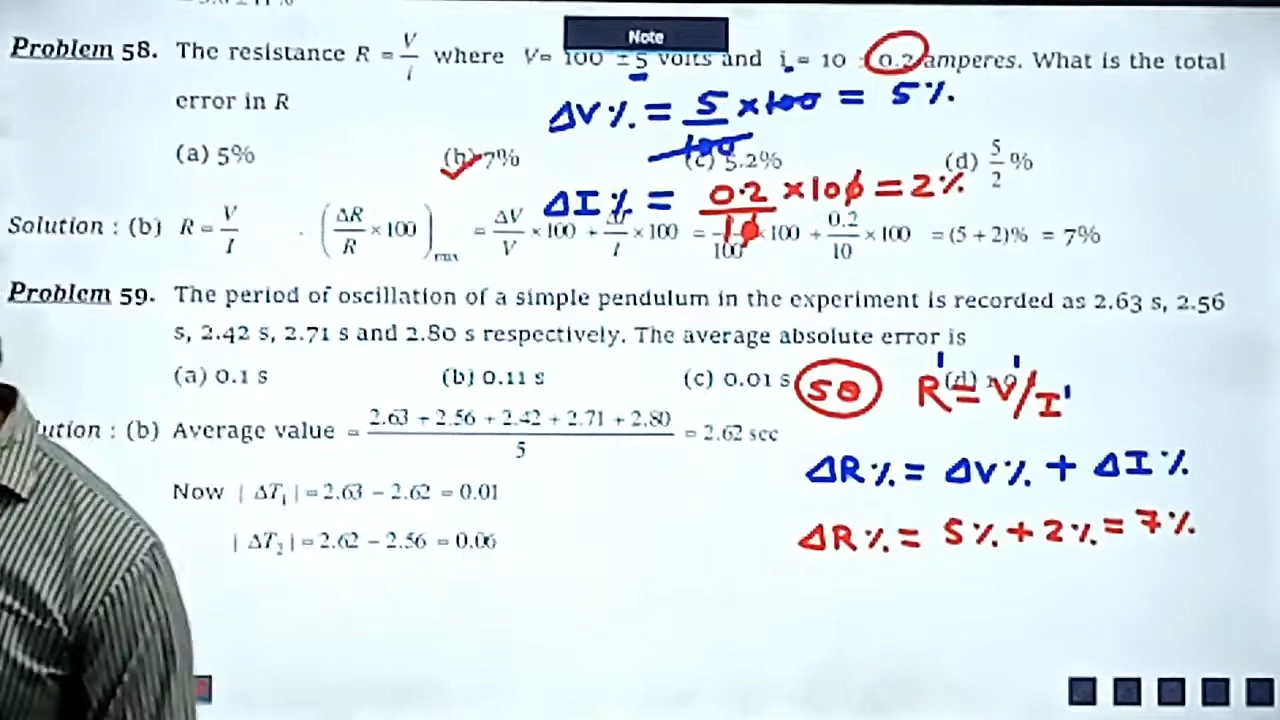 Note
Problem 58. The resistance R = V/i where V= 100 ± 5 volts and i = 10 ± 0.2 amperes. What is the total
error in R
ΔV% = 5/100 × 100 = 5%.
(a) 5% (b) 7% (c) 5.2% (d) 5/2 %
ΔI% = 0.2/10 × 100 = 2%
Solution : (b) R = V/I (ΔR/R × 100)max = ΔV/V × 100 + ΔI/I × 100 = /100 × 100 + 0.2/10 × 100 = (5 + 2)% = 7%
Problem 59. The period of oscillation of a simple pendulum in the experiment is recorded as 2.63 s, 2.56
s, 2.42 s, 2.71 s and 2.80 s respectively. The average absolute error is
(a) 0.1 s (b) 0.11 s (c) 0.01 s (d)
58 R¹ = V¹/I¹
lution : (b) Average value = 2.63 + 2.56 + 2.42 + 2.71 + 2.80/5 = 2.62 sec
ΔR% = ΔV% + ΔI%
Now | ΔT₁ | = 2.63 − 2.62 = 0.01
ΔR% = 5% + 2% = 7%
| ΔT₂ | = 2.62 − 2.56 = 0.06